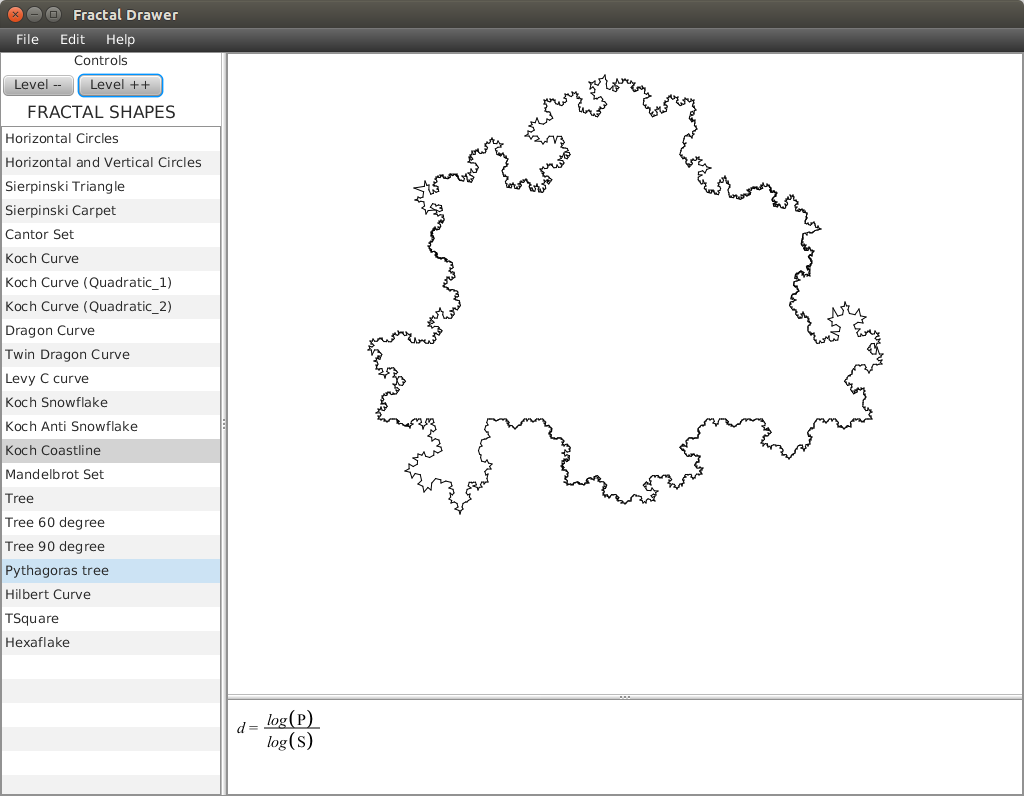 Fractal Drawer
File Edit Help
Controls
Level -- Level ++
FRACTAL SHAPES
Horizontal Circles
Horizontal and Vertical Circles
Sierpinski Triangle
Sierpinski Carpet
Cantor Set
Koch Curve
Koch Curve (Quadratic_1)
Koch Curve (Quadratic_2)
Dragon Curve
Twin Dragon Curve
Levy C curve
Koch Snowflake
Koch Anti Snowflake
Koch Coastline
Mandelbrot Set
Tree
Tree 60 degree
Tree 90 degree
Pythagoras tree
Hilbert Curve
TSquare
Hexaflake
d = log(P)
log(S)